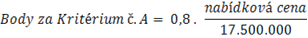 Body za Kritérium č. A = 0,8 . nabídková cena / 17.500.000